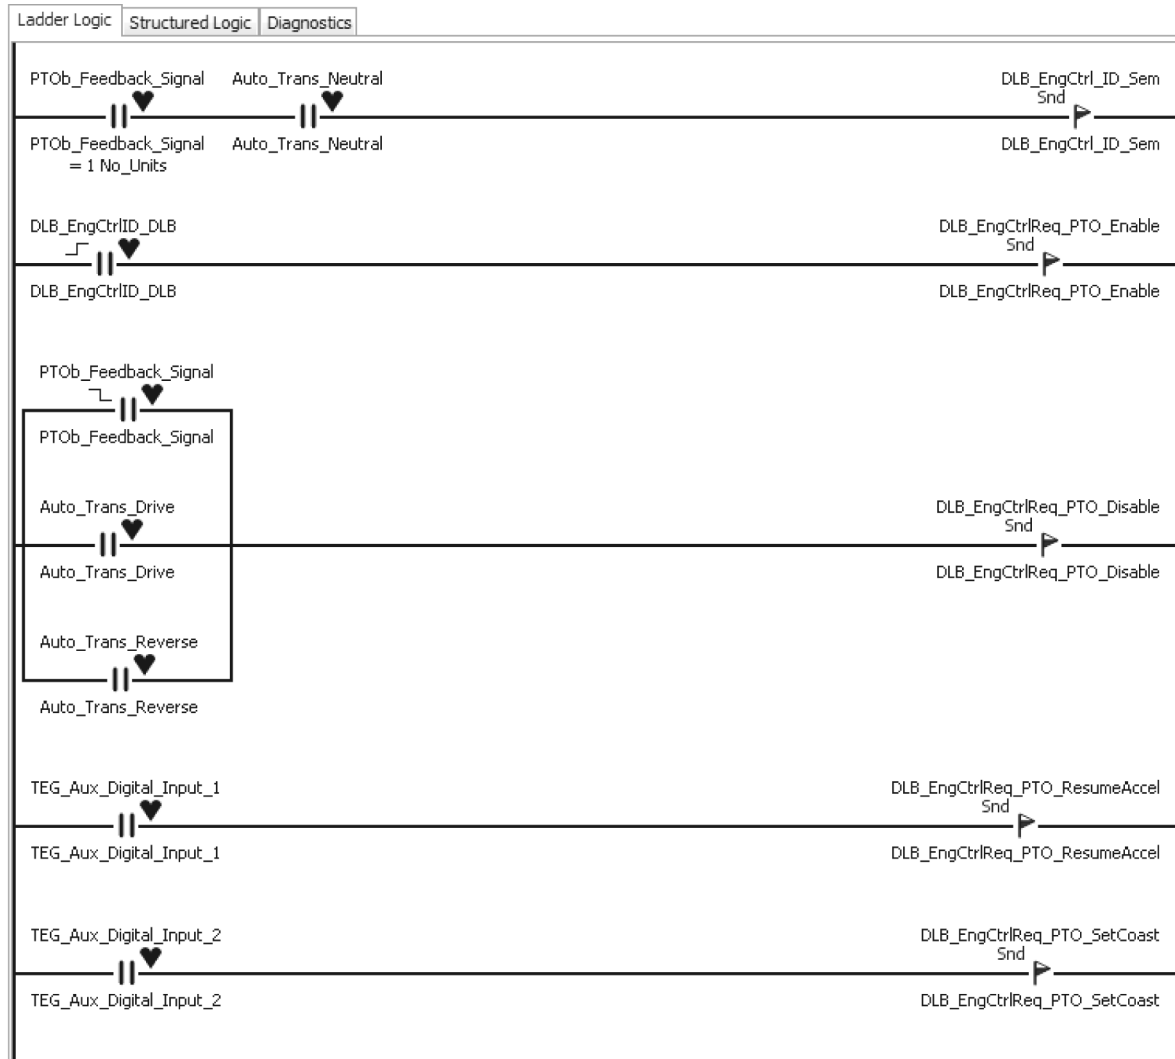 Ladder Logic Structured Logic Diagnostics
PTOb_Feedback_Signal Auto_Trans_Neutral DLB_EngCtrl_ID_Sem
Snd
PTOb_Feedback_Signal Auto_Trans_Neutral DLB_EngCtrl_ID_Sem
= 1 No_Units
DLB_EngCtrlID_DLB DLB_EngCtrlReq_PTO_Enable
Snd
DLB_EngCtrlID_DLB DLB_EngCtrlReq_PTO_Enable
PTOb_Feedback_Signal
PTOb_Feedback_Signal
Auto_Trans_Drive DLB_EngCtrlReq_PTO_Disable
Snd
Auto_Trans_Drive DLB_EngCtrlReq_PTO_Disable
Auto_Trans_Reverse
Auto_Trans_Reverse
TEG_Aux_Digital_Input_1 DLB_EngCtrlReq_PTO_ResumeAccel
Snd
TEG_Aux_Digital_Input_1 DLB_EngCtrlReq_PTO_ResumeAccel
TEG_Aux_Digital_Input_2 DLB_EngCtrlReq_PTO_SetCoast
Snd
TEG_Aux_Digital_Input_2 DLB_EngCtrlReq_PTO_SetCoast